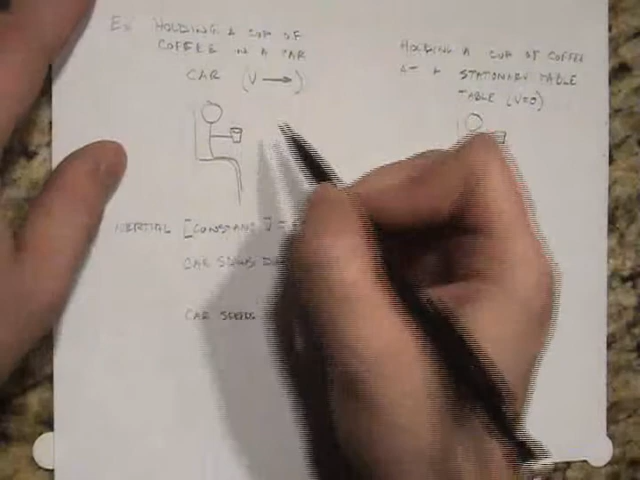 Ex HOLDING A CUP OF
COFFEE IN A CAR
CAR (V ⟶)
HOLDING A CUP OF COFFEE
AT A STATIONARY TABLE
TABLE (V=0)
INERTIAL [CONSTANT V =
CAR SLOWS
CAR SPEEDS